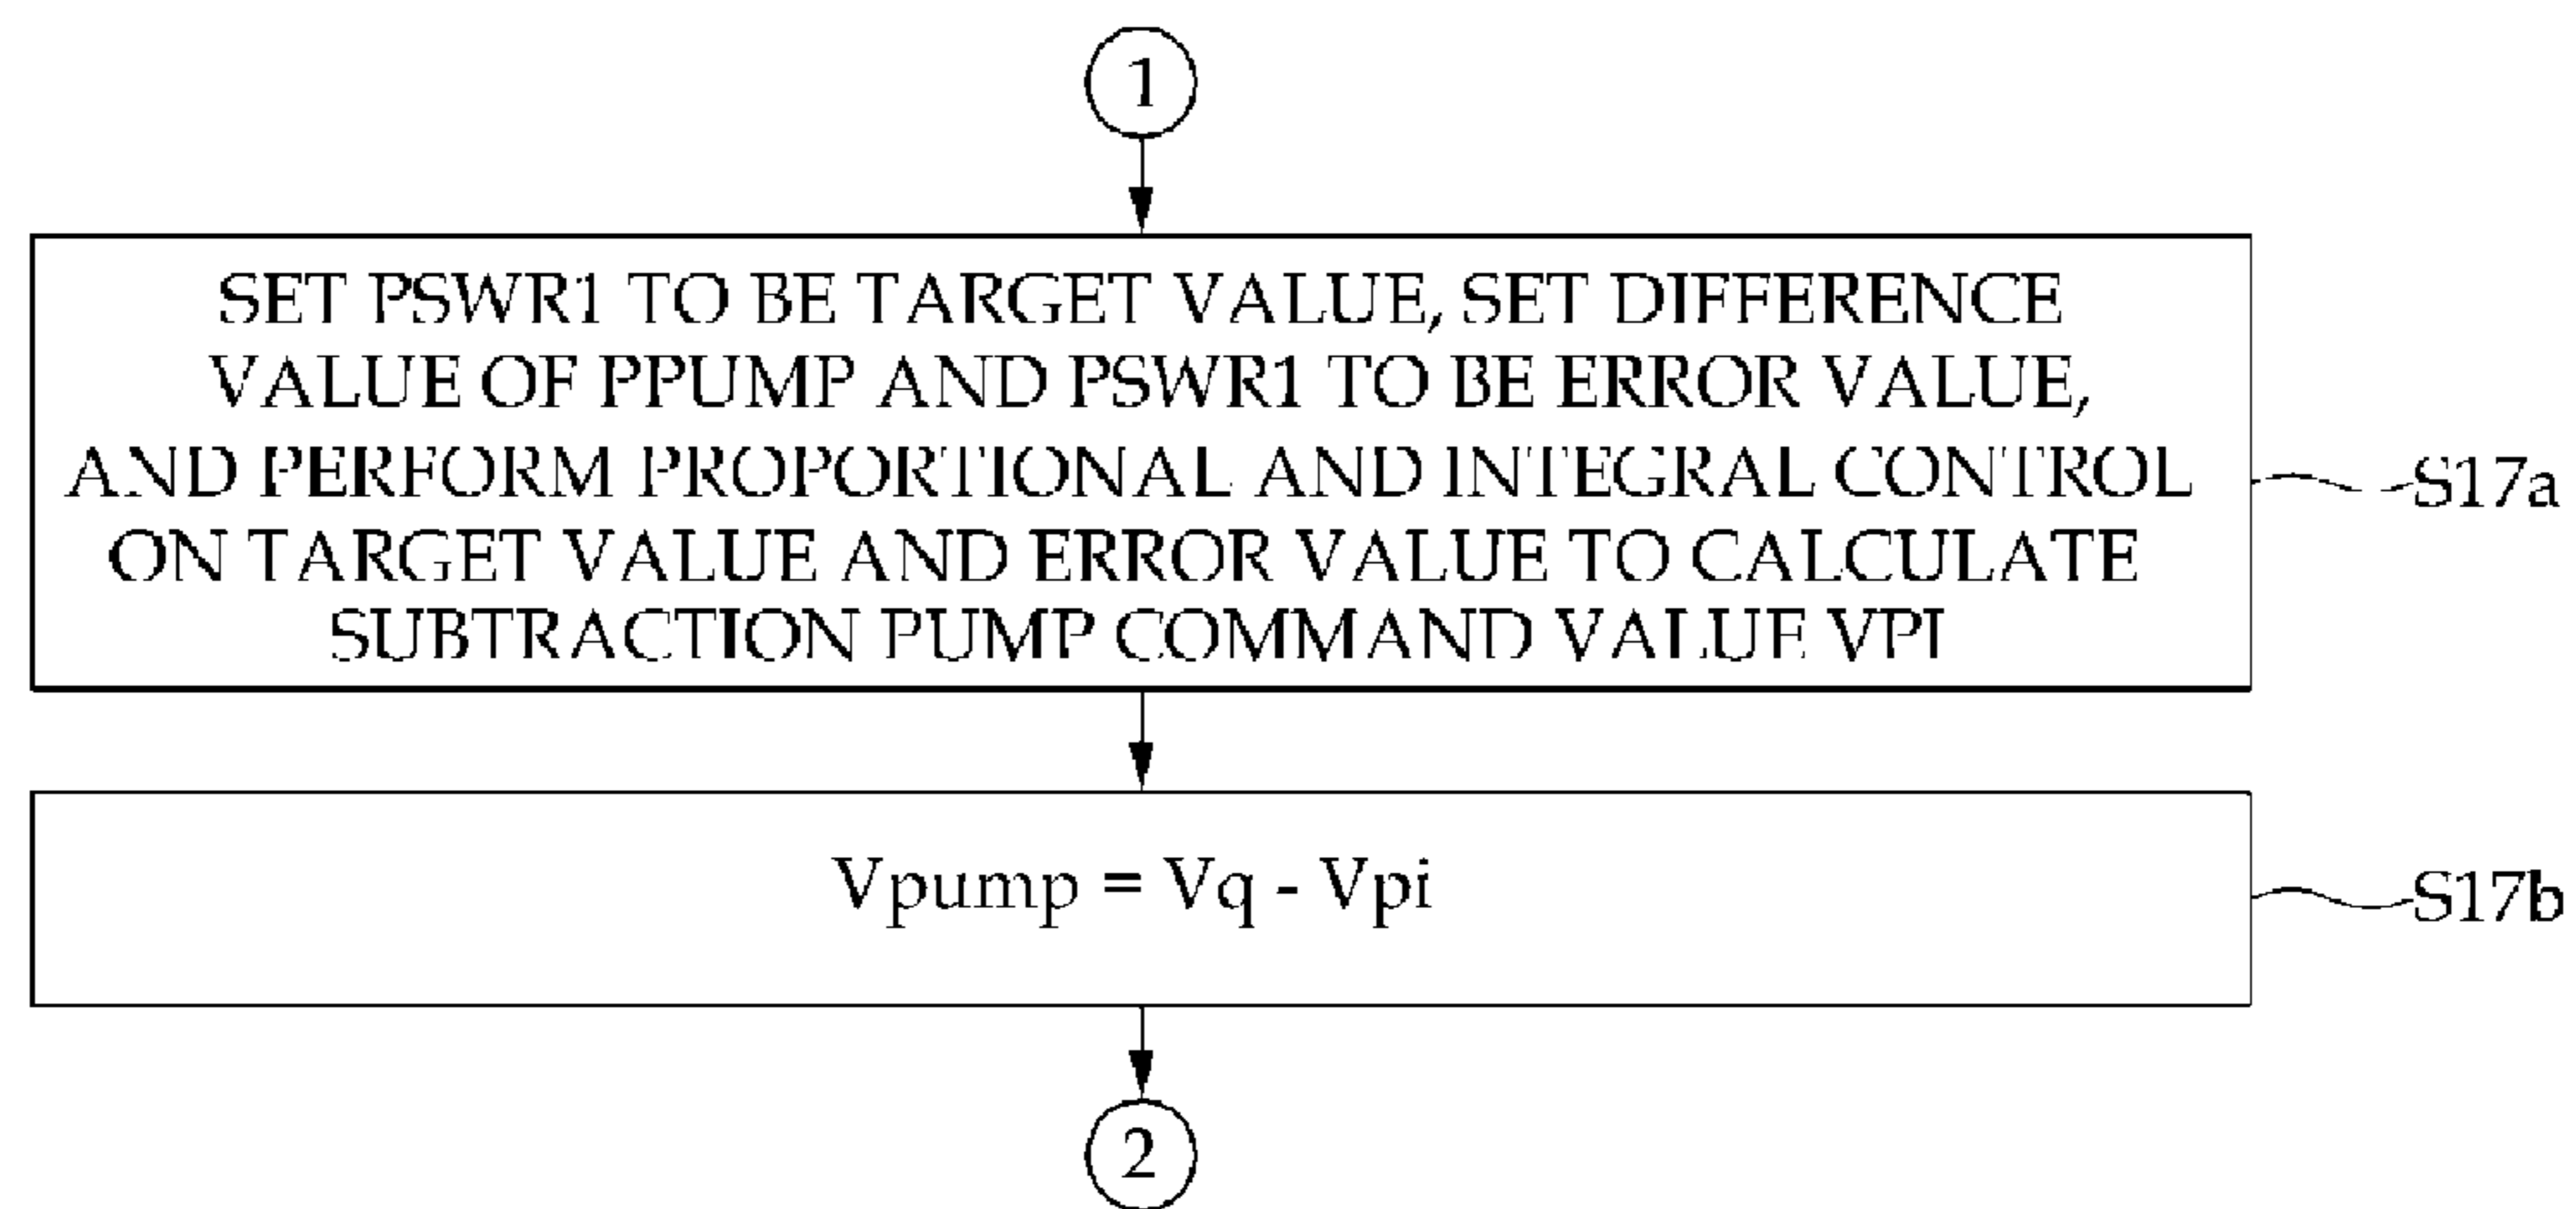 1
SET PSWR1 TO BE TARGET VALUE, SET DIFFERENCE
VALUE OF PPUMP AND PSWR1 TO BE ERROR VALUE,
AND PERFORM PROPORTIONAL AND INTEGRAL CONTROL
ON TARGET VALUE AND ERROR VALUE TO CALCULATE
SUBTRACTION PUMP COMMAND VALUE VPI
S17a
Vpump = Vq - Vpi
S17b
2